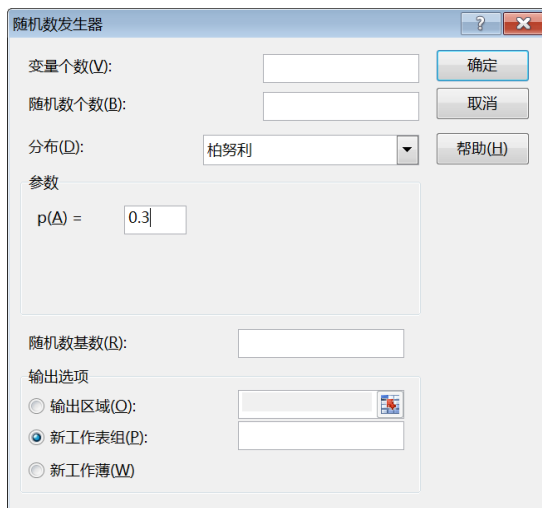 随机数发生器
变量个数(V):
确定
随机数个数(B):
取消
分布(D):
柏努利
帮助(H)
参数
p(A) =
0.3
随机数基数(R):
输出选项
输出区域(O):
新工作表组(P):
新工作薄(W)